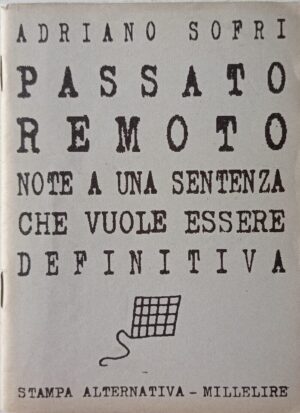 ADRIANO SOFRI
PASSATO
REMOTO
NOTE A UNA SENTENZA
CHE VUOLE ESSERE
DEFINITIVA
STAMPA ALTERNATIVA - MILLELIRE